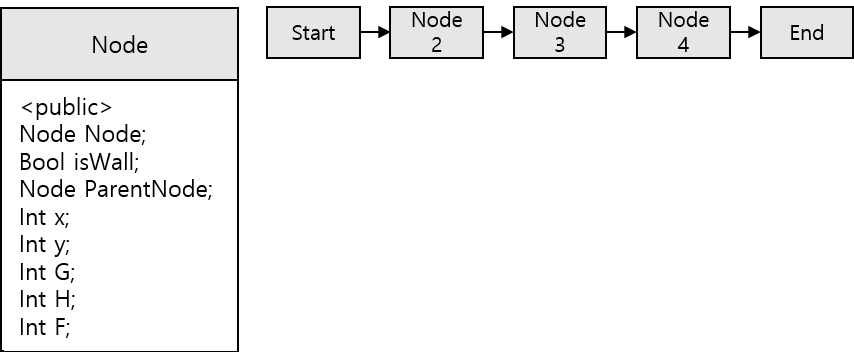 Node
<public>
Node Node;
Bool isWall;
Node ParentNode;
Int x;
Int y;
Int G;
Int H;
Int F;
Start
Node
2
Node
3
Node
4
End